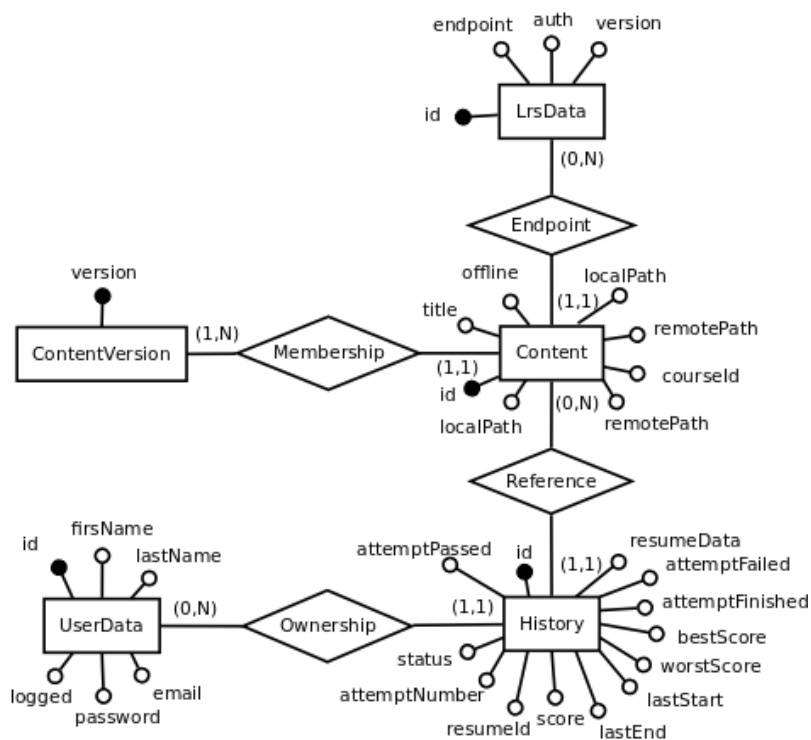 endpoint
auth
version
id
LrsData
(0,N)
Endpoint
version
offline
localPath
(1,1)
title
remotePath
ContentVersion
(1,N)
Membership
(1,1)
Content
courseId
id
(0,N)
localPath
remotePath
Reference
id
firsName
lastName
attemptPassed
id
(1,1)
resumeData
attemptFailed
attemptFinished
UserData
(0,N)
Ownership
(1,1)
History
bestScore
status
worstScore
logged
email
password
attemptNumber
lastStart
resumeId
score
lastEnd